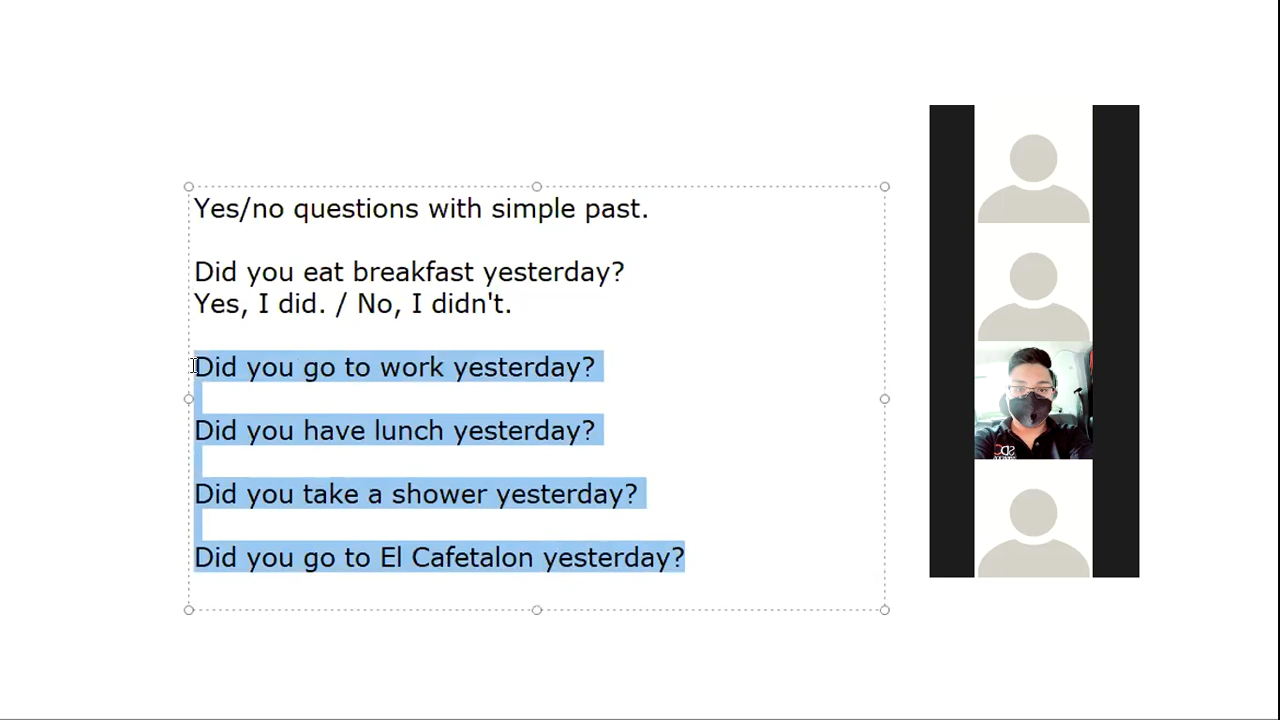 Yes/no questions with simple past.
Did you eat breakfast yesterday?
Yes, I did. / No, I didn't.
Did you go to work yesterday?
Did you have lunch yesterday?
Did you take a shower yesterday?
Did you go to El Cafetalon yesterday?